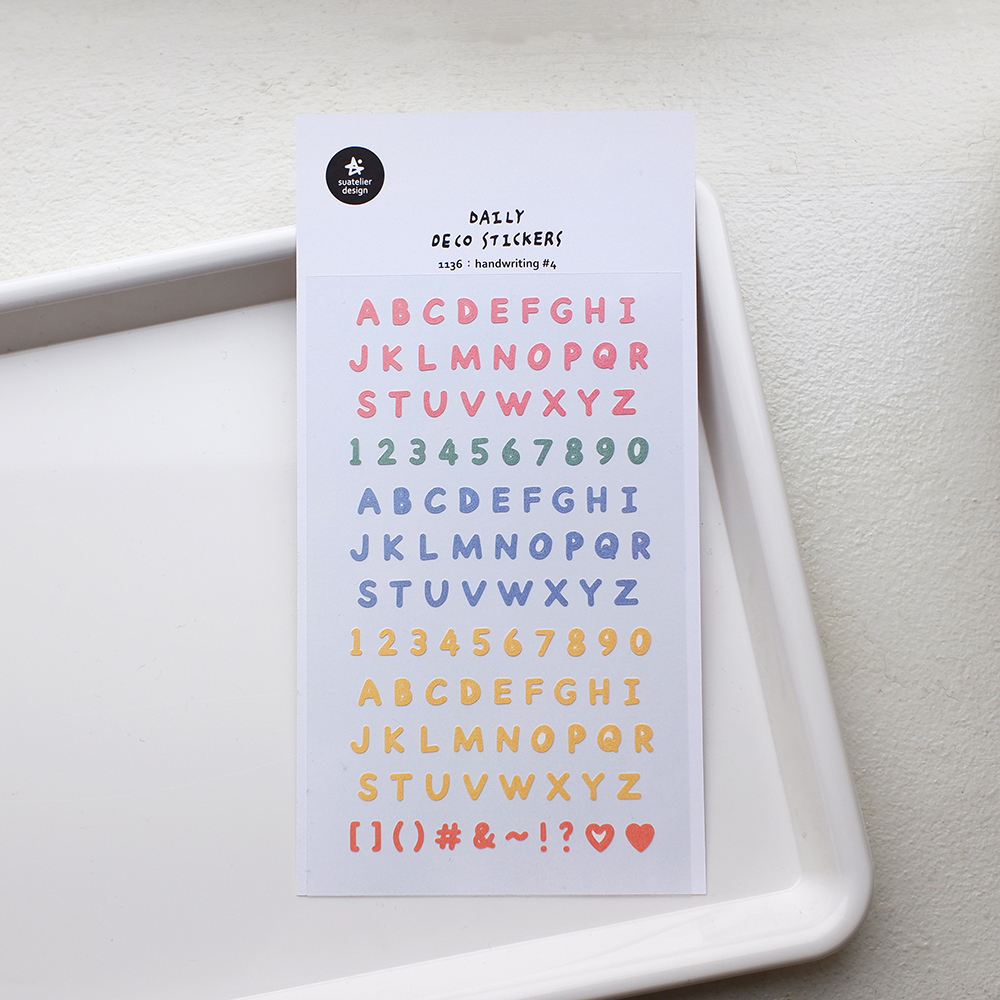 suatelier
design
DAILY
DECO STICKERS
1136 : handwriting #4
ABCDEFGHI
JKLMNOPQR
STUVWXYZ
1234567890
ABCDEFGHI
JKLMNOPQR
STUVWXYZ
1234567890
ABCDEFGHI
JKLMNOPQR
STUVWXYZ
[ ] ( ) # & ~ ! ? ♡ ♥